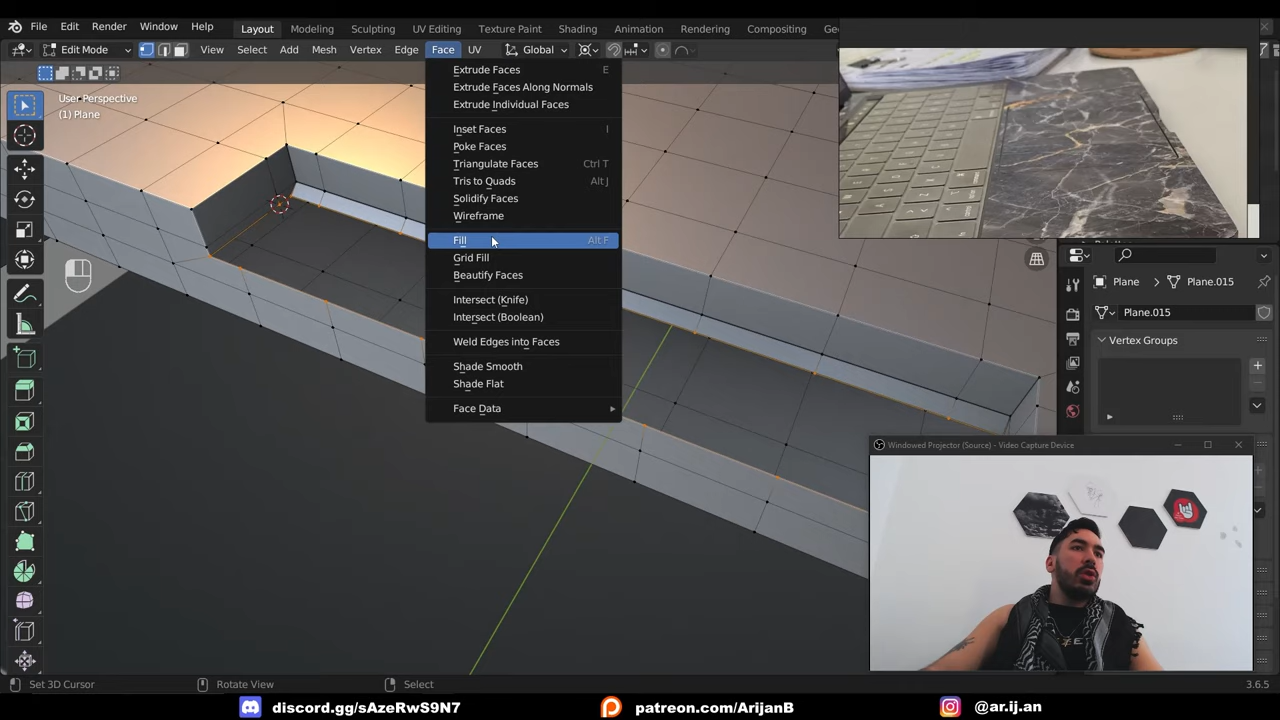 File Edit Render Window Help Layout Modeling Sculpting UV Editing Texture Paint Shading Animation Rendering Compositing Ge
Edit Mode View Select Add Mesh Vertex Edge Face UV Global
User Perspective
(1) Plane
Extrude Faces E
Extrude Faces Along Normals
Extrude Individual Faces
Inset Faces I
Poke Faces
Triangulate Faces Ctrl T
Tris to Quads Alt J
Solidify Faces
Wireframe
Fill Alt F
Grid Fill
Beautify Faces
Intersect (Knife)
Intersect (Boolean)
Weld Edges into Faces
Shade Smooth
Shade Flat
Face Data
Plane Plane.015
Plane.015
Vertex Groups
Windowed Projector (Source) - Video Capture Device
Set 3D Cursor Rotate View Select 3.6.5
discord.gg/sAzeRwS9N7 patreon.com/ArijanB @ar.ij.an